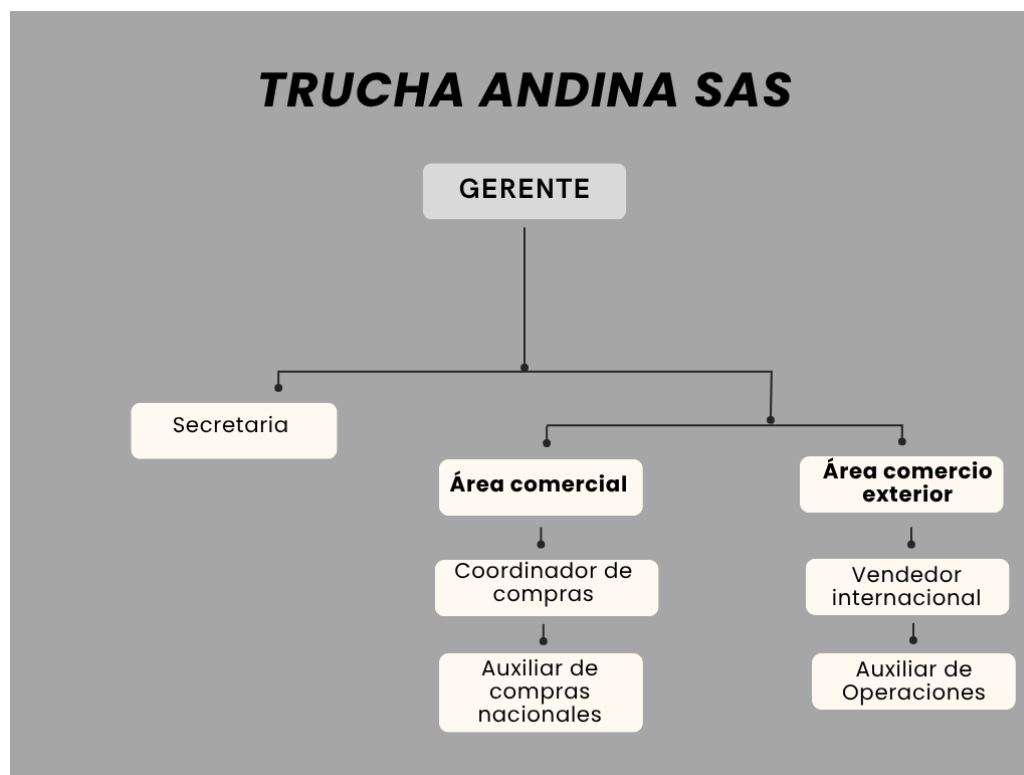 TRUCHA ANDINA SAS
GERENTE
Secretaria
Área comercial
Área comercio
exterior
Coordinador de
compras
Vendedor
internacional
Auxiliar de
compras
nacionales
Auxiliar de
Operaciones